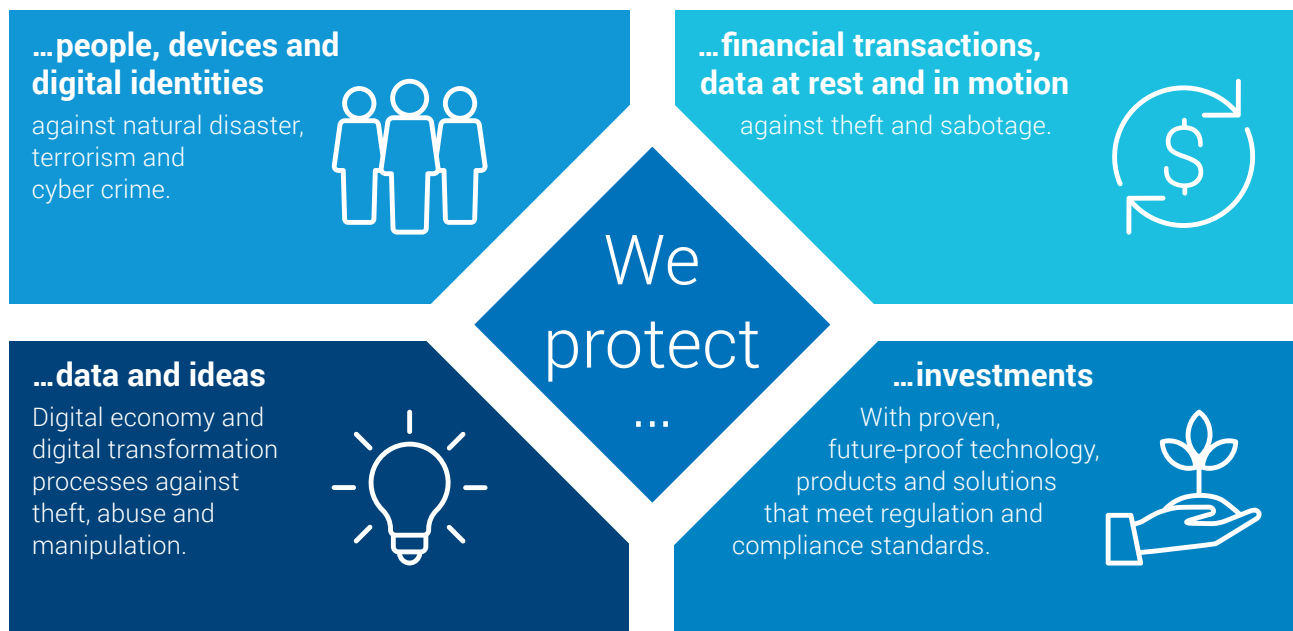 We
protect
...
...people, devices and
digital identities
against natural disaster,
terrorism and
cyber crime.
...financial transactions,
data at rest and in motion
against theft and sabotage.
...data and ideas
Digital economy and
digital transformation
processes against
theft, abuse and
manipulation.
...investments
With proven,
future-proof technology,
products and solutions
that meet regulation and
compliance standards.
$